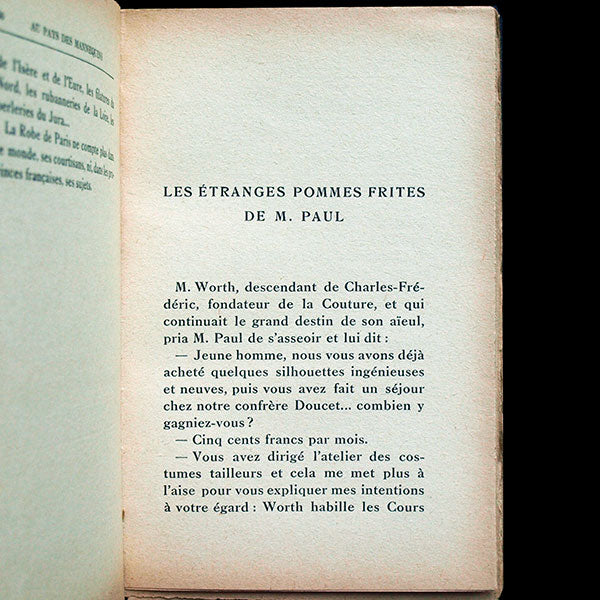 AU PAYS DES MANNEQUINS
de l'Isère et de l'Eure, les filatures du
Nord, les rubanneries de la Loire, les
perleries du Jura...
La Robe de Paris ne compte plus dans
le monde, ses courtisans, ni, dans les pro-
vinces françaises, ses sujets.
LES ÉTRANGES POMMES FRITES
DE M. PAUL
M. Worth, descendant de Charles-Fré-
déric, fondateur de la Couture, et qui
continuait le grand destin de son aïeul,
pria M. Paul de s'asseoir et lui dit :
— Jeune homme, nous vous avons déjà
acheté quelques silhouettes ingénieuses
et neuves, puis vous avez fait un séjour
chez notre confrère Doucet... combien y
gagniez-vous ?
— Cinq cents francs par mois.
— Vous avez dirigé l'atelier des cos-
tumes tailleurs et cela me met plus à
l'aise pour vous expliquer mes intentions
à votre égard : Worth habille les Cours